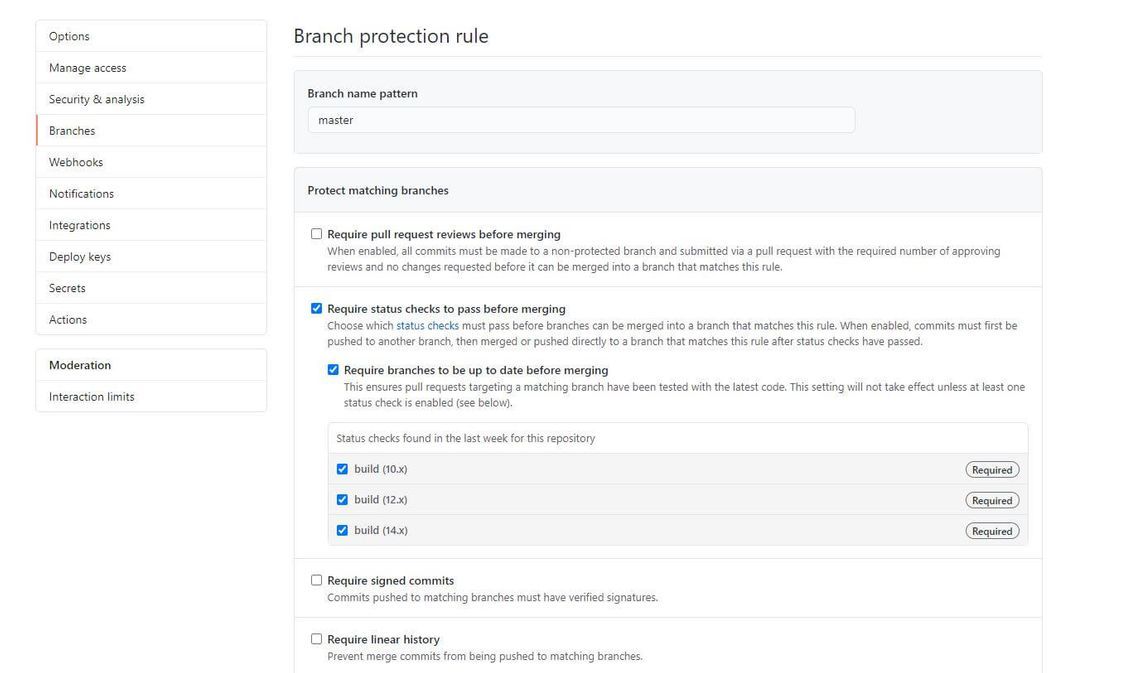 Options
Manage access
Security & analysis
Branches
Webhooks
Notifications
Integrations
Deploy keys
Secrets
Actions
Moderation
Interaction limits
Branch protection rule
Branch name pattern
master
Protect matching branches
Require pull request reviews before merging
When enabled, all commits must be made to a non-protected branch and submitted via a pull request with the required number of approving
reviews and no changes requested before it can be merged into a branch that matches this rule.
Require status checks to pass before merging
Choose which status checks must pass before branches can be merged into a branch that matches this rule. When enabled, commits must first be
pushed to another branch, then merged or pushed directly to a branch that matches this rule after status checks have passed.
Require branches to be up to date before merging
This ensures pull requests targeting a matching branch have been tested with the latest code. This setting will not take effect unless at least one
status check is enabled (see below).
Status checks found in the last week for this repository
build (10.x) Required
build (12.x) Required
build (14.x) Required
Require signed commits
Commits pushed to matching branches must have verified signatures.
Require linear history
Prevent merge commits from being pushed to matching branches.